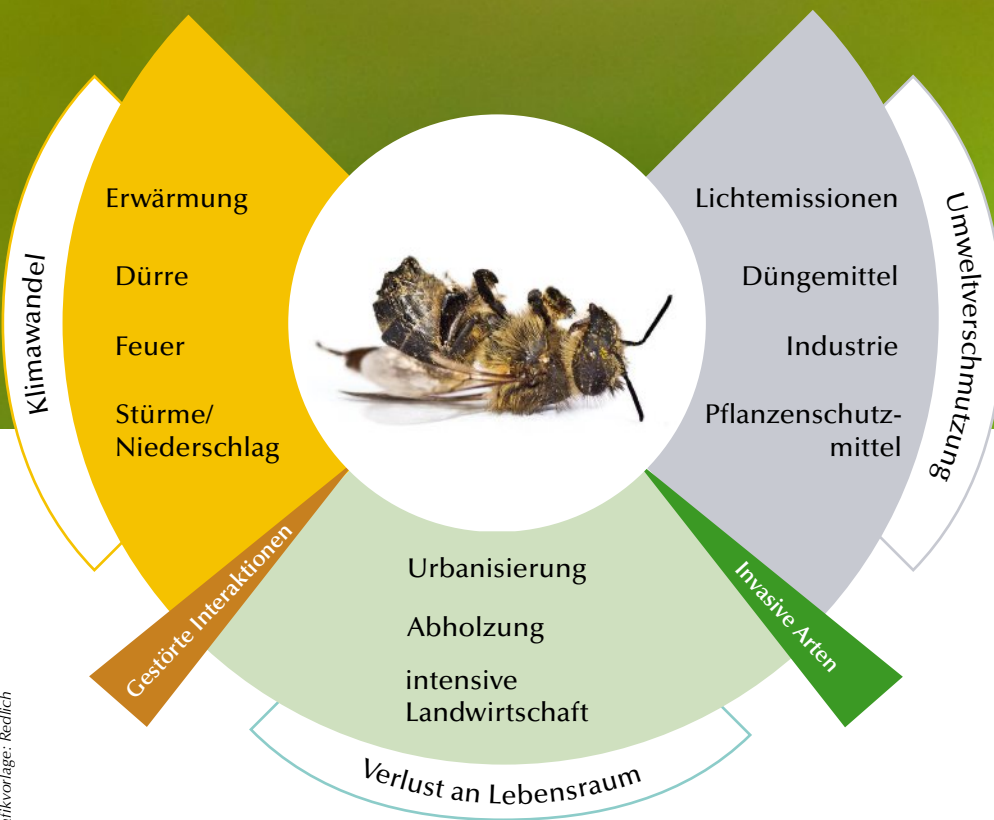 Klimawandel
Erwärmung
Dürre
Feuer
Stürme/
Niederschlag
Lichtemissionen
Düngemittel
Industrie
Pflanzenschutz-
mittel
Umweltverschmutzung
Gestörte Interaktionen
Urbanisierung
Abholzung
intensive
Landwirtschaft
Invasive Arten
Verlust an Lebensraum
Redlich